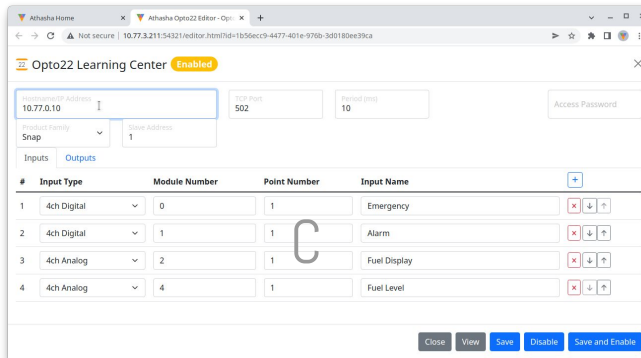 Athasha Home
Athasha Opto22 Editor - Opto
Not secure | 10.77.3.211:54321/editor.html?id=1b56ecc9-4477-401e-976b-3d0180ee39ca
22 Opto22 Learning Center Enabled
Hostname/IP Address TCP Port Period (ms)
10.77.0.10 502 10 Access Password
Product Family Slave Address
Snap 1
Inputs Outputs
# Input Type Module Number Point Number Input Name +
1 4ch Digital 0 1 Emergency
2 4ch Digital 1 1 Alarm
3 4ch Analog 2 1 Fuel Display
4 4ch Analog 4 1 Fuel Level
C
Close View Save Disable Save and Enable